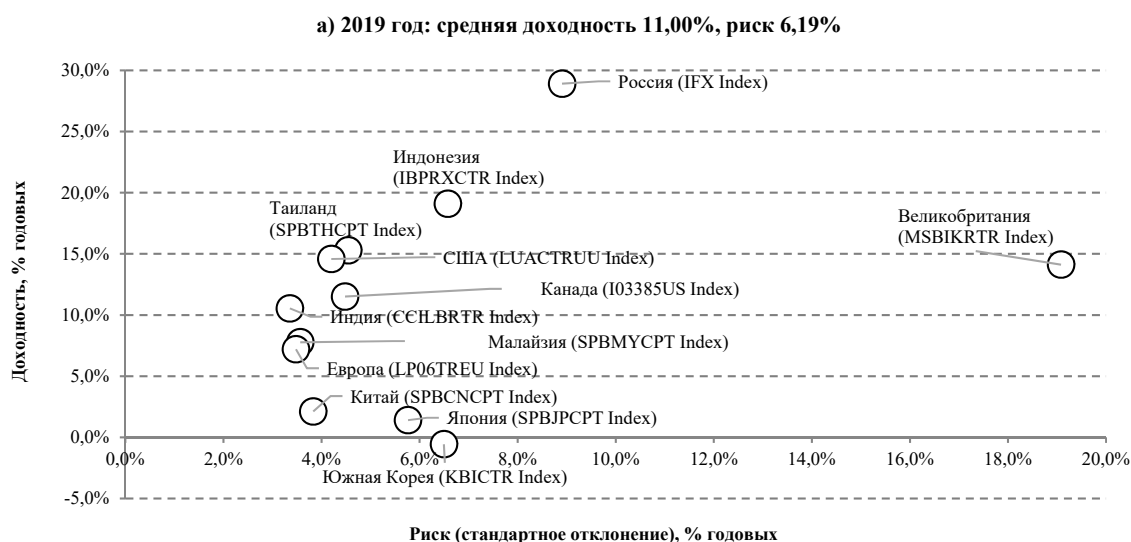 а) 2019 год: средняя доходность 11,00%, риск 6,19%
Доходность, % годовых
30,0%
25,0%
20,0%
15,0%
10,0%
5,0%
0,0%
-5,0%
Россия (IFX Index)
Индонезия
(IBPRXCTR Index)
Таиланд
(SPBTHCPT Index)
Великобритания
(MSBIKRTR Index)
США (LUACTRUU Index)
Канада (I03385US Index)
Индия (CCILBRTR Index)
Малайзия (SPBMYCPT Index)
Европа (LP06TREU Index)
Китай (SPBCNCPT Index)
Япония (SPBJPCPT Index)
0,0% 2,0% 4,0% 6,0% 8,0% 10,0% 12,0% 14,0% 16,0% 18,0% 20,0%
Южная Корея (KBICTR Index)
Риск (стандартное отклонение), % годовых